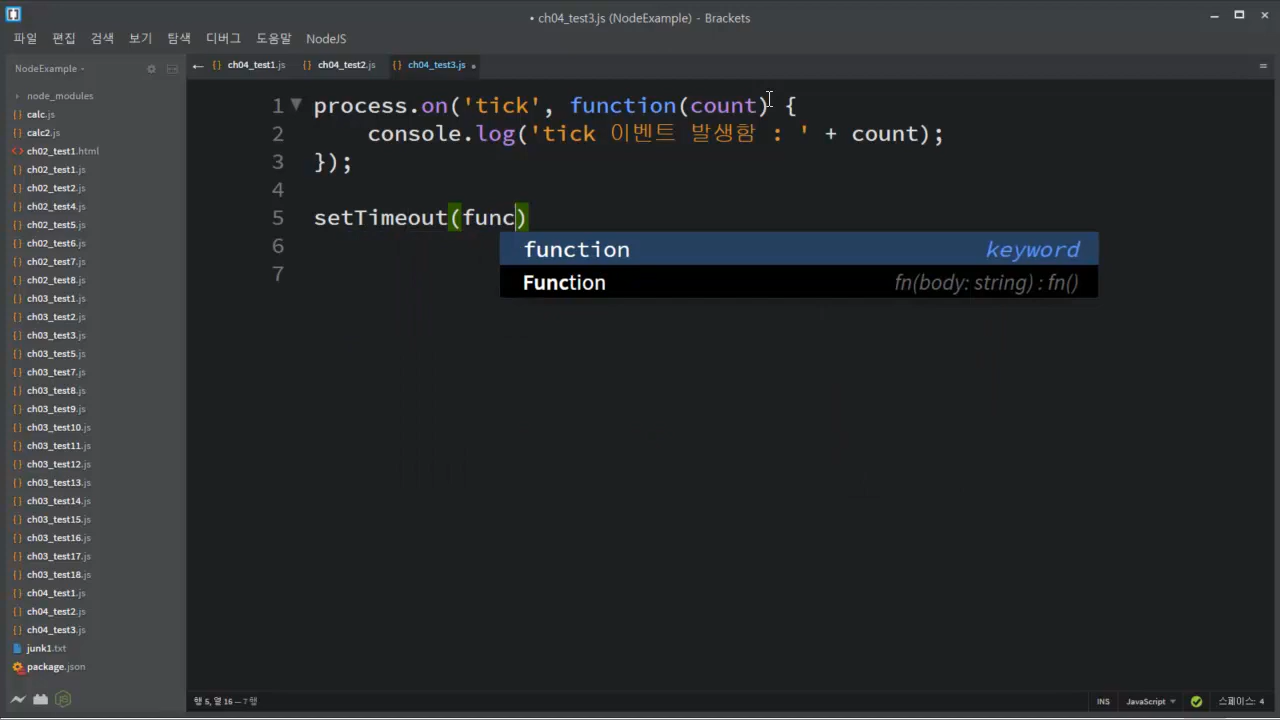 • ch04_test3.js (NodeExample) - Brackets
파일 편집 검색 보기 탐색 디버그 도움말 NodeJS
NodeExample
ch04_test1.js ch04_test2.js ch04_test3.js •
node_modules
calc.js
calc2.js
ch02_test1.html
ch02_test1.js
ch02_test2.js
ch02_test4.js
ch02_test5.js
ch02_test6.js
ch02_test7.js
ch02_test8.js
ch03_test1.js
ch03_test2.js
ch03_test3.js
ch03_test5.js
ch03_test7.js
ch03_test8.js
ch03_test9.js
ch03_test10.js
ch03_test11.js
ch03_test12.js
ch03_test13.js
ch03_test14.js
ch03_test15.js
ch03_test16.js
ch03_test17.js
ch03_test18.js
ch04_test1.js
ch04_test2.js
ch04_test3.js
junk1.txt
package.json
1 process.on('tick', function(count) {
2 console.log('tick 이벤트 발생함 : ' + count);
3 });
4
5 setTimeout(func)
6
7
function keyword
Function fn(body: string) : fn()
행 5, 열 16 — 7 행
INS JavaScript 스페이스: 4